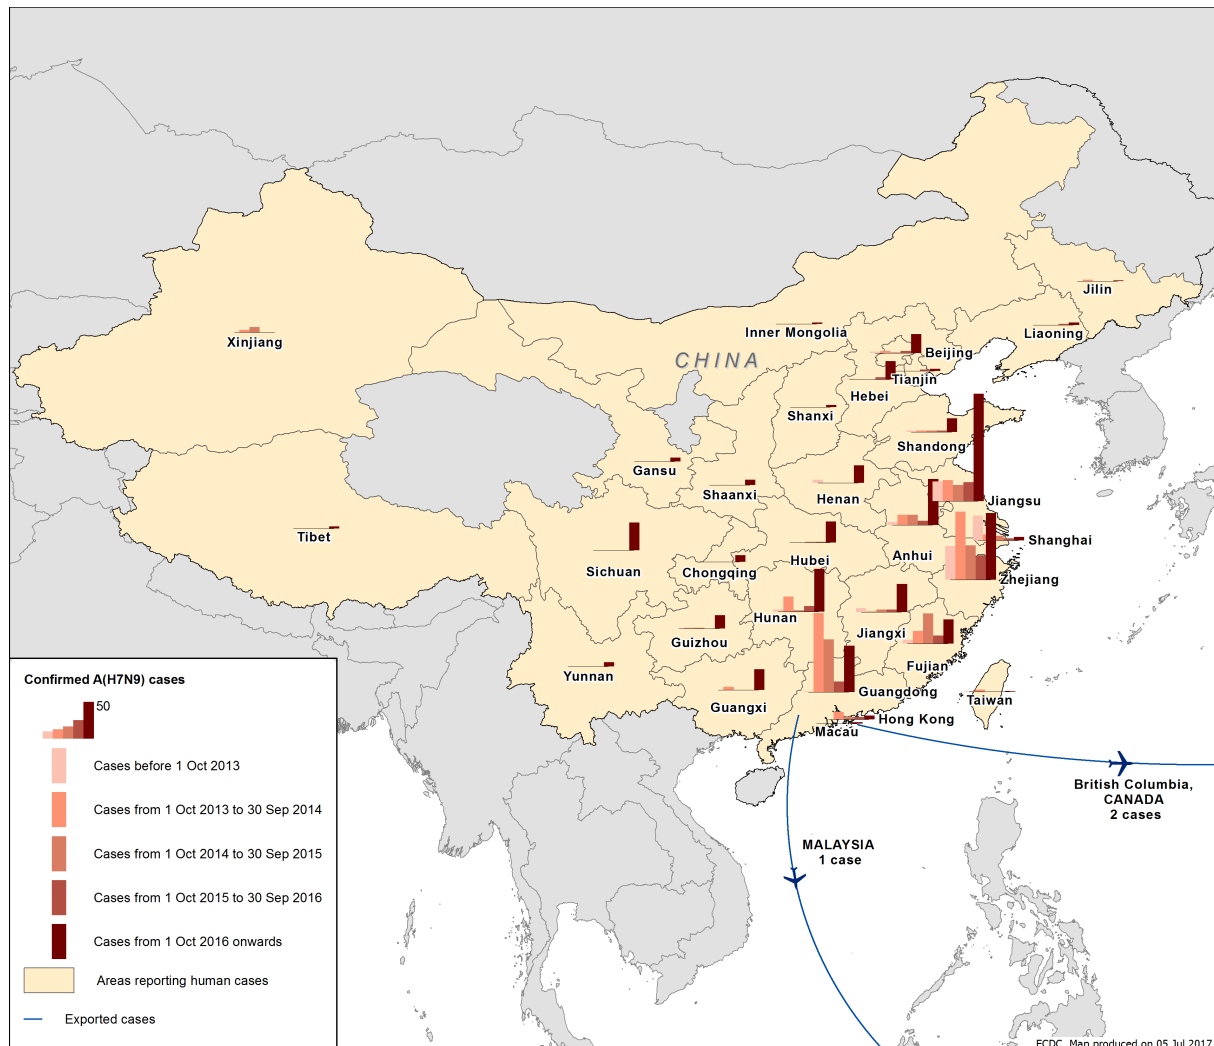 Jilin
Inner Mongolia
Liaoning
Xinjiang
Beijing
CHINA
Tianjin
Hebei
Shanxi
Shandong
Gansu
Shaanxi
Henan
Jiangsu
Tibet
Shanghai
Anhui
Hubei
Sichuan
Chongqing
Zhejiang
Hunan
Jiangxi
Guizhou
Fujian
Yunnan
Guangdong
Guangxi
Taiwan
Hong Kong
Macau
British Columbia,
CANADA
2 cases
MALAYSIA
1 case
Confirmed A(H7N9) cases
50
Cases before 1 Oct 2013
Cases from 1 Oct 2013 to 30 Sep 2014
Cases from 1 Oct 2014 to 30 Sep 2015
Cases from 1 Oct 2015 to 30 Sep 2016
Cases from 1 Oct 2016 onwards
Areas reporting human cases
Exported cases
ECDC. Map produced on 05 Jul 2017